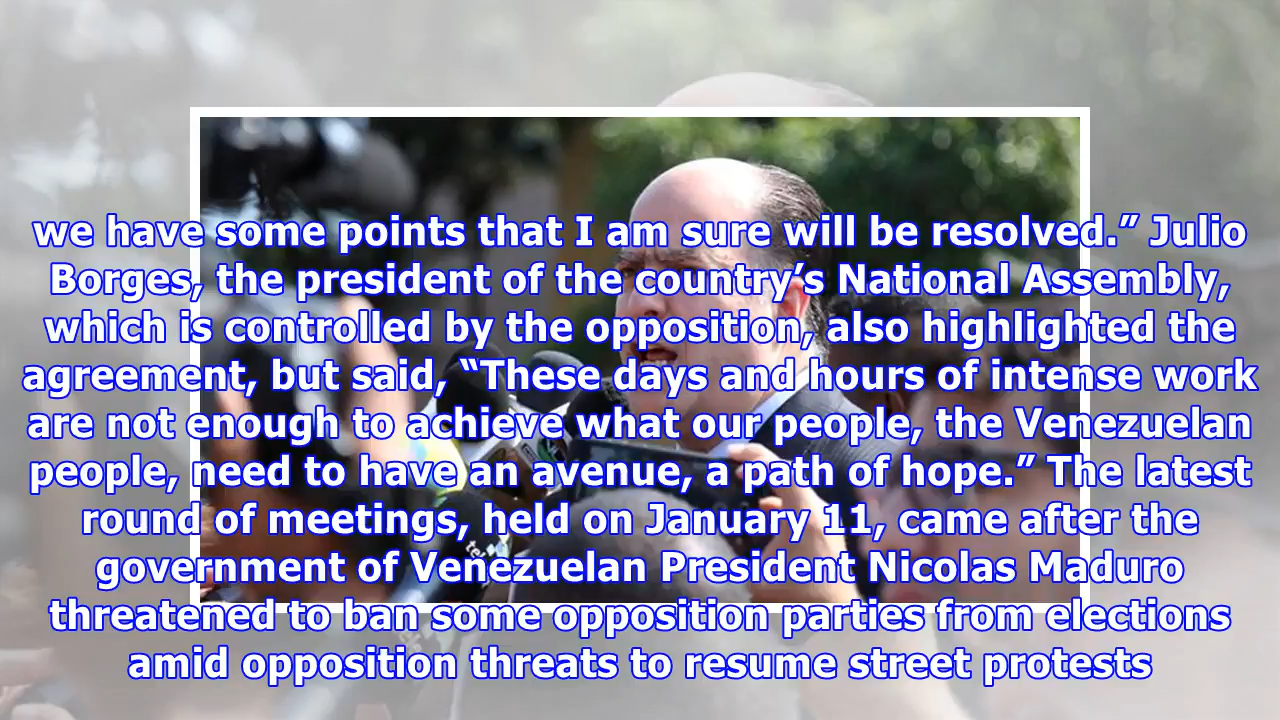 we have some points that I am sure will be resolved.” Julio
Borges, the president of the country’s National Assembly,
which is controlled by the opposition, also highlighted the
agreement, but said, “These days and hours of intense work
are not enough to achieve what our people, the Venezuelan
people, need to have an avenue, a path of hope.” The latest
round of meetings, held on January 11, came after the
government of Venezuelan President Nicolas Maduro
threatened to ban some opposition parties from elections
amid opposition threats to resume street protests